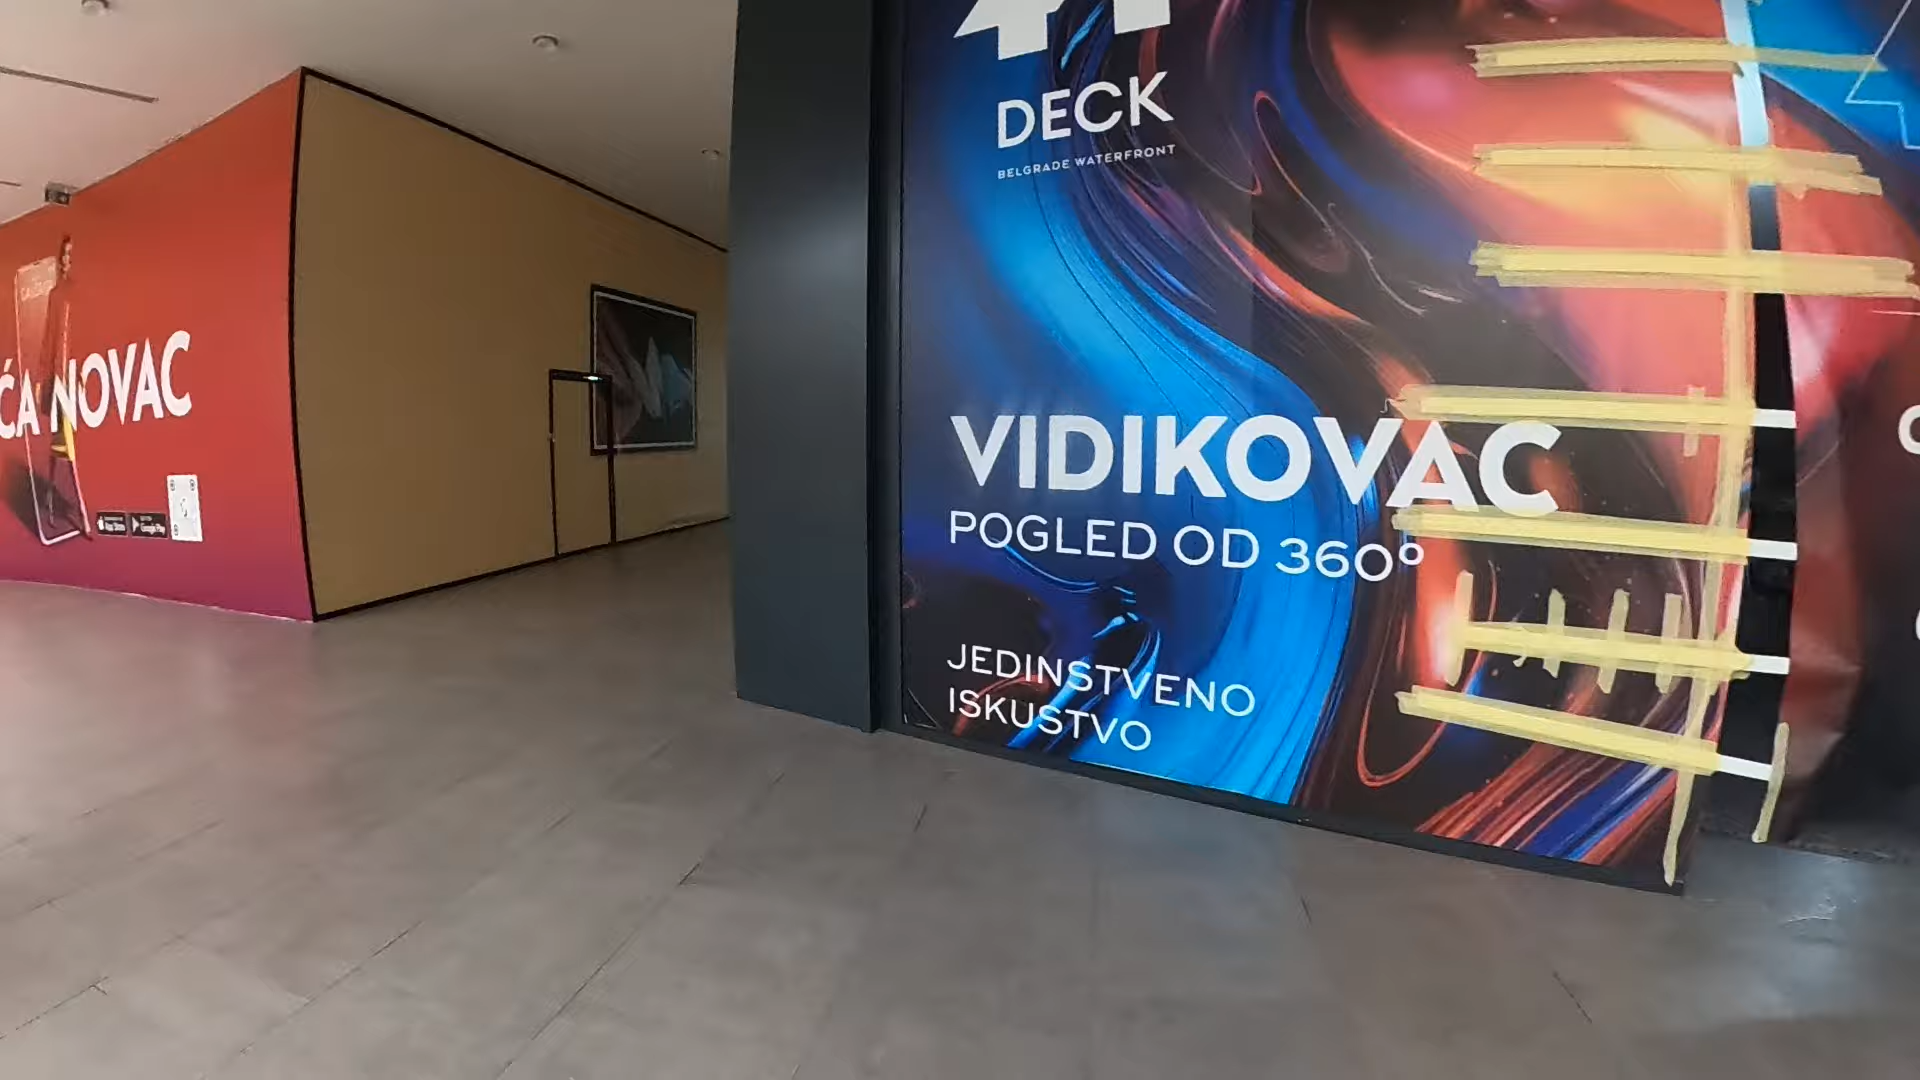 ĆA NOVAC
DECK
BELGRADE WATERFRONT
VIDIKOVAC
POGLED OD 360°
JEDINSTVENO
ISKUSTVO